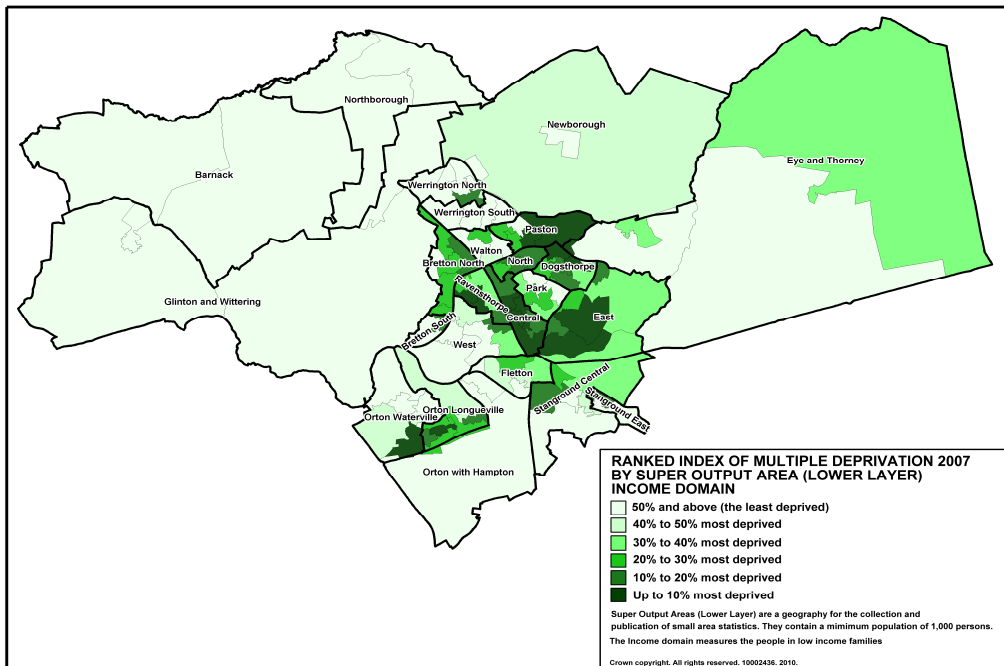 Northborough
Newborough
Eye and Thorney
Barnack
Werrington North
Werrington South
Paston
Walton
Bretton North
North
Dogsthorpe
Ravensthorpe
Park
Glinton and Wittering
Central
East
Bretton South
West
Fletton
Stanground Central
Stanground East
Orton Waterville
Orton Longueville
Orton with Hampton
RANKED INDEX OF MULTIPLE DEPRIVATION 2007
BY SUPER OUTPUT AREA (LOWER LAYER)
INCOME DOMAIN
50% and above (the least deprived)
40% to 50% most deprived
30% to 40% most deprived
20% to 30% most deprived
10% to 20% most deprived
Up to 10% most deprived
Super Output Areas (Lower Layer) are a geography for the collection and
publication of small area statistics. They contain a mimimum population of 1,000 persons.
The Income domain measures the people in low income families
Crown copyright. All rights reserved. 10002436. 2010.